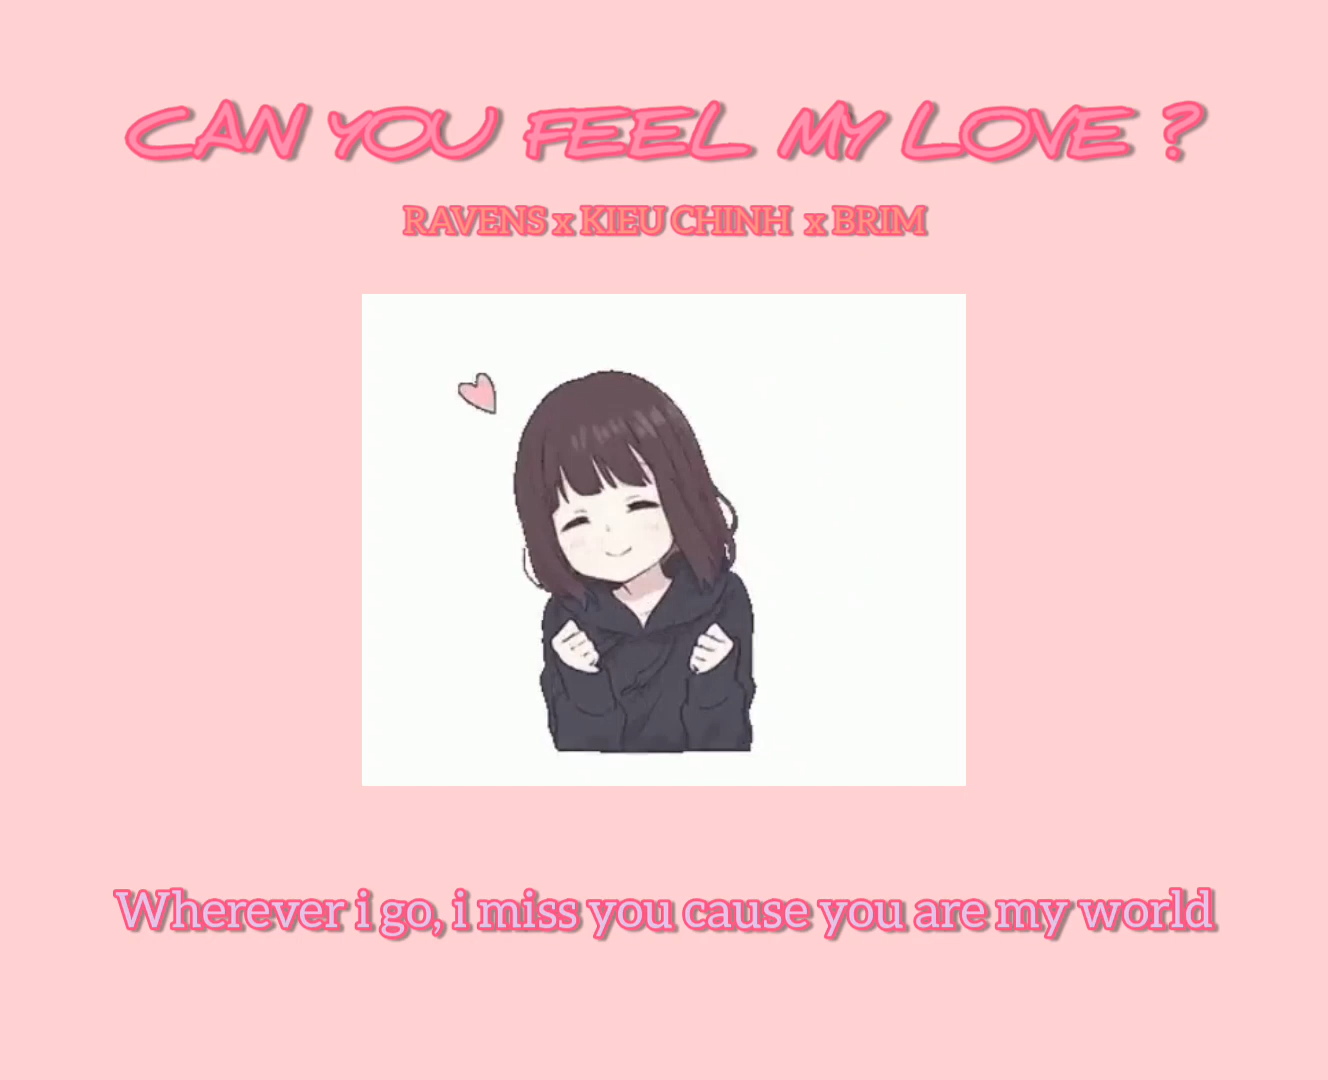 CAN YOU FEEL MY LOVE ?
RAVENS x KIEU CHINH x BRIM
Wherever i go, i miss you cause you are my world